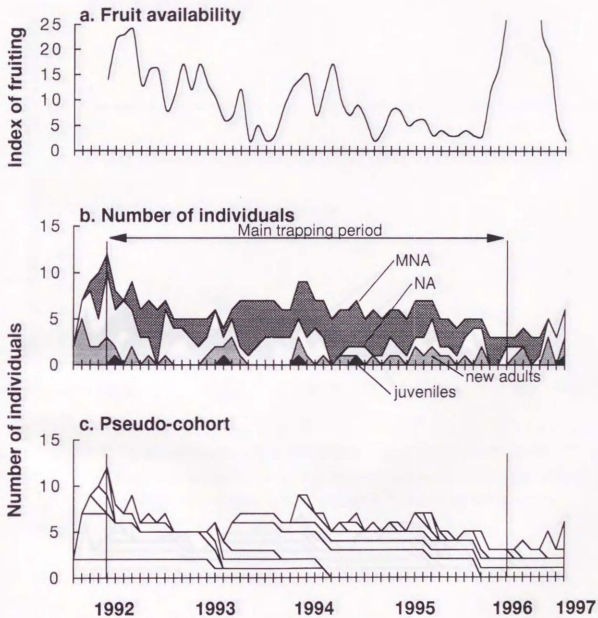 a. Fruit availability
25
20
15
10
5
0
Index of fruiting
b. Number of individuals
Main trapping period
15
10
5
0
MNA
NA
new adults
juveniles
Number of individuals
c. Pseudo-cohort
15
10
5
0
1992 1993 1994 1995 1996 1997